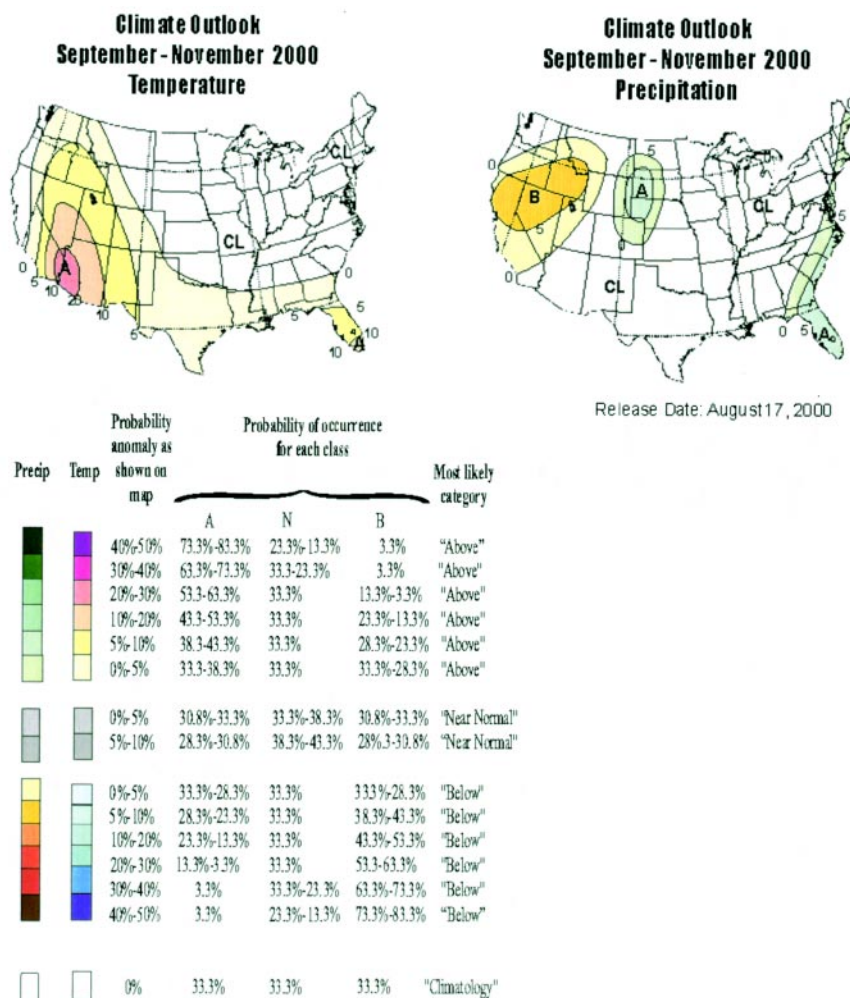 Climate Outlook
September - November 2000
Temperature
CL
CL
A
0
5
10
20
10
5
0
5
5
10
10
A
Climate Outlook
September - November 2000
Precipitation
0
B
5
0
5
A
0
0
CL
CL
5
5
0
5
A
Release Date: August 17, 2000
Precip Temp Probability anomaly as shown on map Probability of occurrence for each class Most likely category
A N B
40%-50% 73.3%-83.3% 23.3%-13.3% 3.3% "Above"
30%-40% 63.3%-73.3% 33.3-23.3% 3.3% "Above"
20%-30% 53.3-63.3% 33.3% 13.3%-3.3% "Above"
10%-20% 43.3-53.3% 33.3% 23.3%-13.3% "Above"
5%-10% 38.3-43.3% 33.3% 28.3%-23.3% "Above"
0%-5% 33.3-38.3% 33.3% 33.3%-28.3% "Above"
0%-5% 30.8%-33.3% 33.3%-38.3% 30.8%-33.3% "Near Normal"
5%-10% 28.3%-30.8% 38.3%-43.3% 28%.3-30.8% "Near Normal"
0%-5% 33.3%-28.3% 33.3% 333%-28.3% "Below"
5%-10% 28.3%-23.3% 33.3% 38.3%-43.3% "Below"
10%-20% 23.3%-13.3% 33.3% 43.3%-53.3% "Below"
20%-30% 13.3%-3.3% 33.3% 53.3-63.3% "Below"
30%-40% 3.3% 33.3%-23.3% 63.3%-73.3% "Below"
40%-50% 3.3% 23.3%-13.3% 73.3%-83.3% "Below"
0% 33.3% 33.3% 33.3% "Climatology"